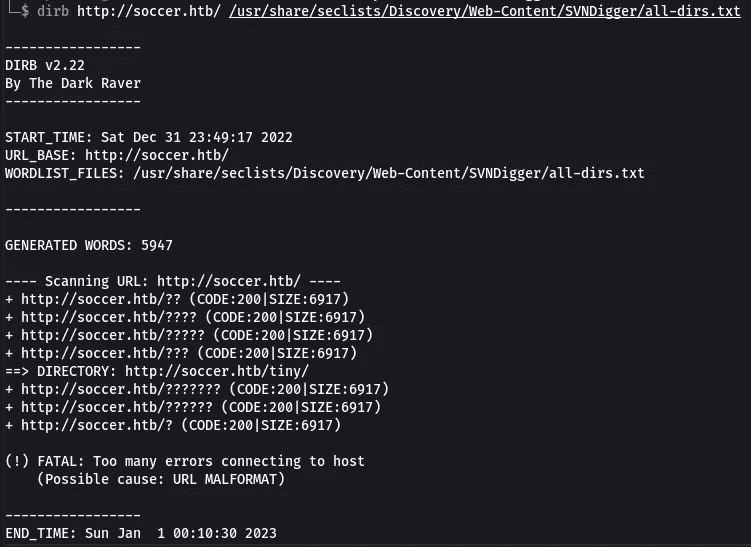 └─$ dirb http://soccer.htb/ /usr/share/seclists/Discovery/Web-Content/SVNDigger/all-dirs.txt
-----------------
DIRB v2.22
By The Dark Raver
-----------------
START_TIME: Sat Dec 31 23:49:17 2022
URL_BASE: http://soccer.htb/
WORDLIST_FILES: /usr/share/seclists/Discovery/Web-Content/SVNDigger/all-dirs.txt
-----------------
GENERATED WORDS: 5947
---- Scanning URL: http://soccer.htb/ ----
+ http://soccer.htb/?? (CODE:200|SIZE:6917)
+ http://soccer.htb/???? (CODE:200|SIZE:6917)
+ http://soccer.htb/????? (CODE:200|SIZE:6917)
+ http://soccer.htb/??? (CODE:200|SIZE:6917)
==> DIRECTORY: http://soccer.htb/tiny/
+ http://soccer.htb/??????? (CODE:200|SIZE:6917)
+ http://soccer.htb/?????? (CODE:200|SIZE:6917)
+ http://soccer.htb/? (CODE:200|SIZE:6917)
(!) FATAL: Too many errors connecting to host
(Possible cause: URL MALFORMAT)
-----------------
END_TIME: Sun Jan  1 00:10:30 2023